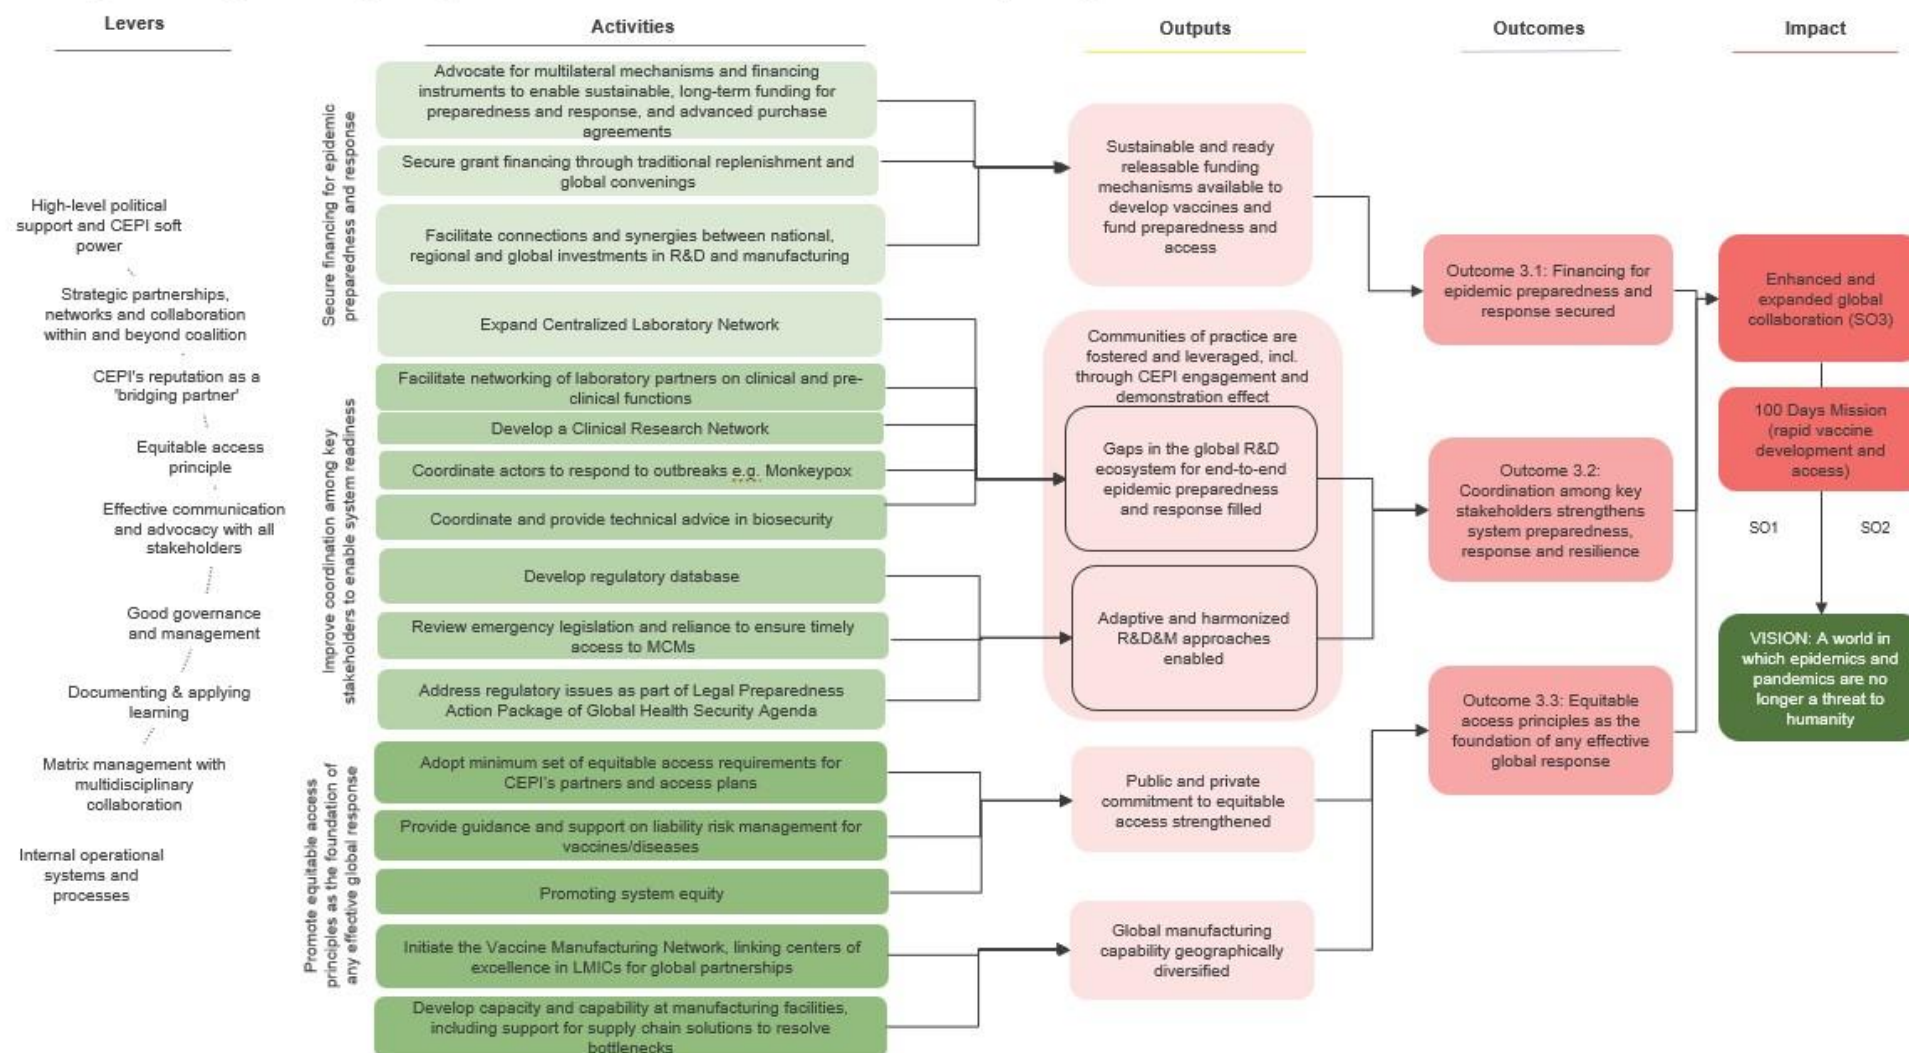 Levers
Activities
Outputs
Outcomes
Impact
High-level political
support and CEPI soft
power
Strategic partnerships,
networks and collaboration
within and beyond coalition
CEPI's reputation as a
'bridging partner'
Equitable access
principle
Effective communication
and advocacy with all
stakeholders
Good governance
and management
Documenting & applying
learning
Matrix management with
multidisciplinary
collaboration
Internal operational
systems and
processes
Secure financing for epidemic
preparedness and response
Advocate for multilateral mechanisms and financing
instruments to enable sustainable, long-term funding for
preparedness and response, and advanced purchase
agreements
Secure grant financing through traditional replenishment and
global convenings
Facilitate connections and synergies between national,
regional and global investments in R&D and manufacturing
Expand Centralized Laboratory Network
Improve coordination among key
stakeholders to enable system readiness
Facilitate networking of laboratory partners on clinical and pre-
clinical functions
Develop a Clinical Research Network
Coordinate actors to respond to outbreaks e.g. Monkeypox
Coordinate and provide technical advice in biosecurity
Develop regulatory database
Review emergency legislation and reliance to ensure timely
access to MCMs
Address regulatory issues as part of Legal Preparedness
Action Package of Global Health Security Agenda
Promote equitable access
principles as the foundation of
any effective global response
Adopt minimum set of equitable access requirements for
CEPI's partners and access plans
Provide guidance and support on liability risk management for
vaccines/diseases
Promoting system equity
Initiate the Vaccine Manufacturing Network, linking centers of
excellence in LMICs for global partnerships
Develop capacity and capability at manufacturing facilities,
including support for supply chain solutions to resolve
bottlenecks
Sustainable and ready
releasable funding
mechanisms available to
develop vaccines and
fund preparedness and
access
Communities of practice are
fostered and leveraged, incl.
through CEPI engagement and
demonstration effect
Gaps in the global R&D
ecosystem for end-to-end
epidemic preparedness
and response filled
Adaptive and harmonized
R&D&M approaches
enabled
Public and private
commitment to equitable
access strengthened
Global manufacturing
capability geographically
diversified
Outcome 3.1: Financing for
epidemic preparedness and
response secured
Outcome 3.2:
Coordination among key
stakeholders strengthens
system preparedness,
response and resilience
Outcome 3.3: Equitable
access principles as the
foundation of any effective
global response
Enhanced and
expanded global
collaboration (SO3)
100 Days Mission
(rapid vaccine
development and
access)
SO1
SO2
VISION: A world in
which epidemics and
pandemics are no
longer a threat to
humanity